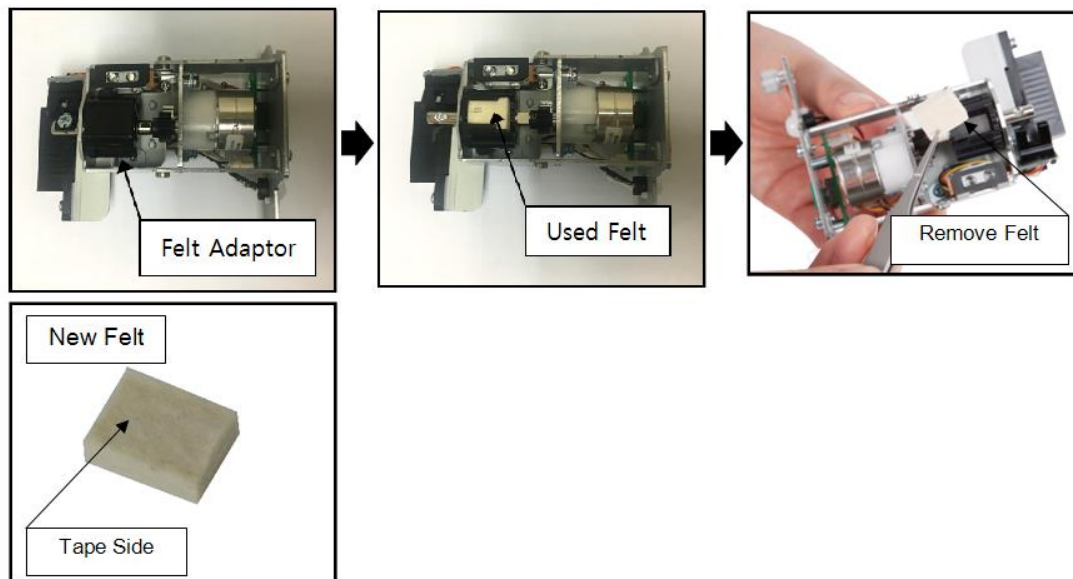 Felt Adaptor
Used Felt
Remove Felt
New Felt
Tape Side